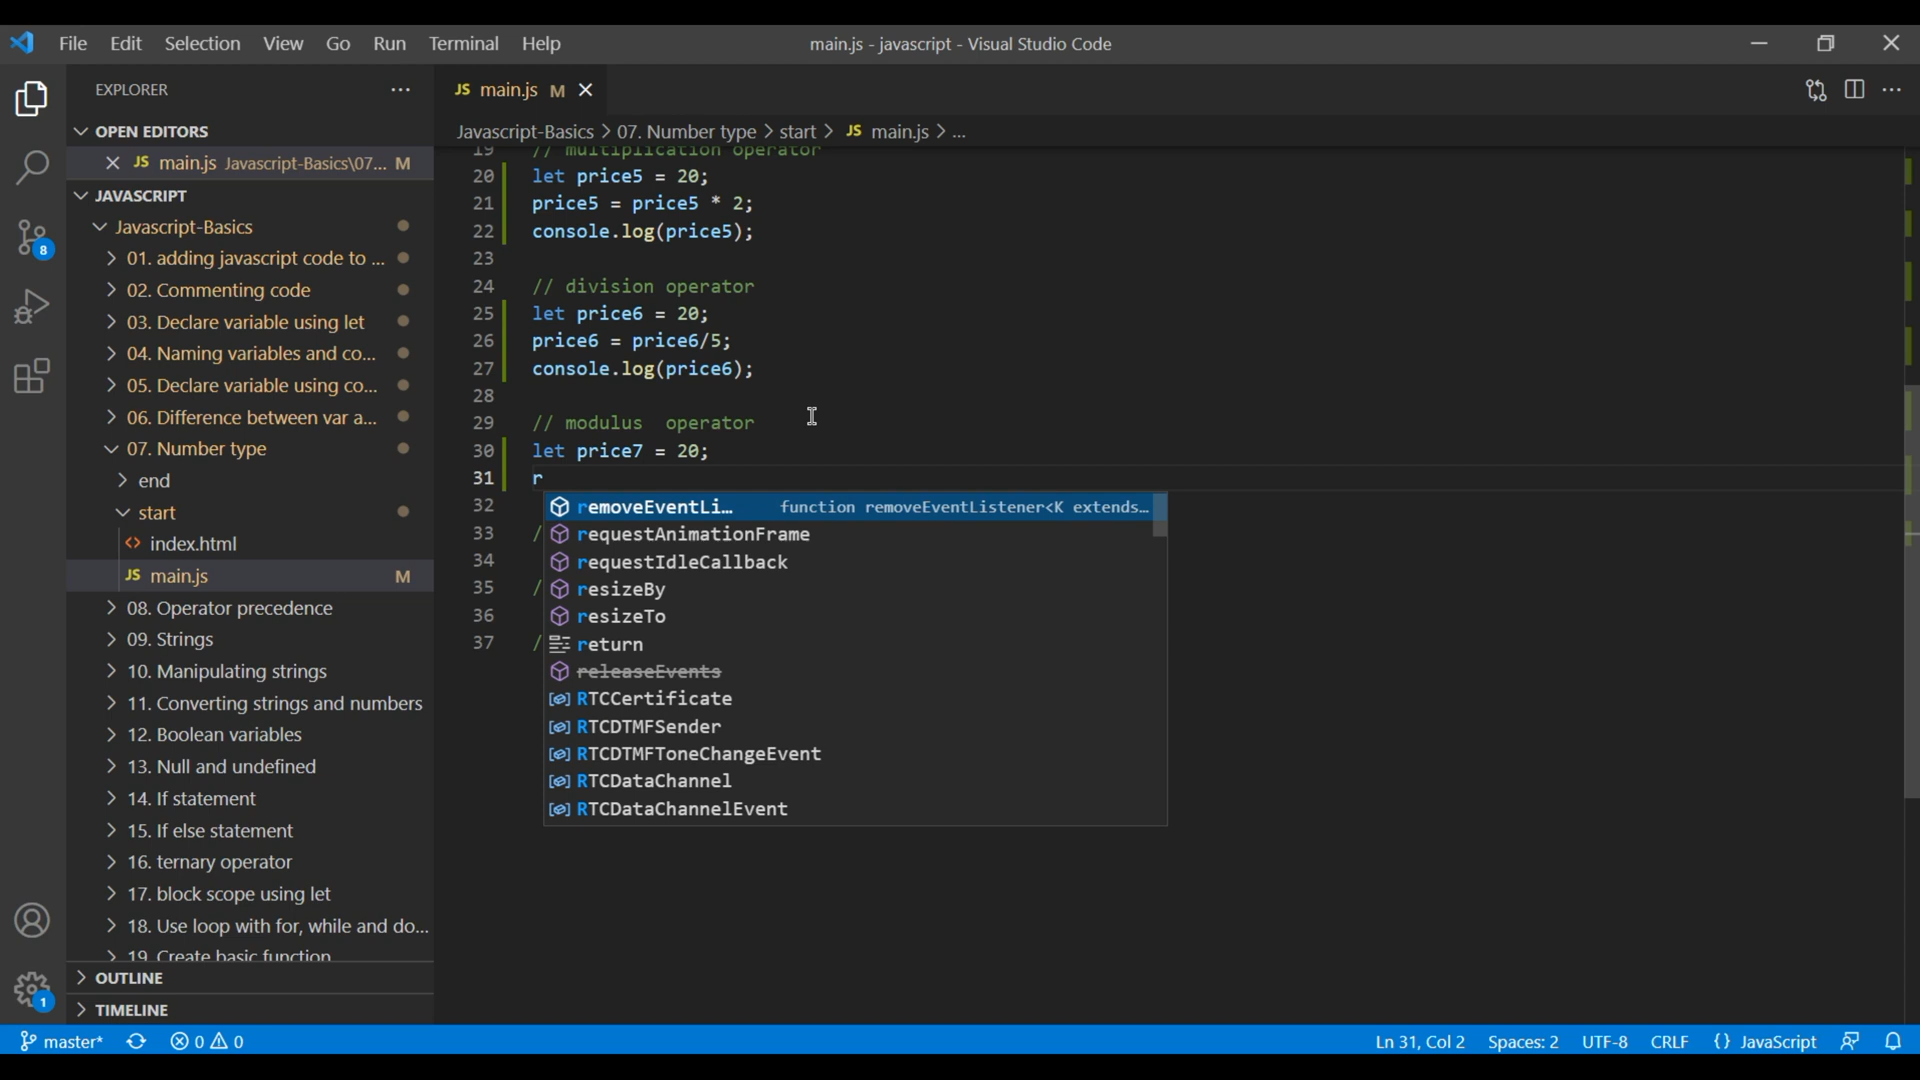 File Edit Selection View Go Run Terminal Help
main.js - javascript - Visual Studio Code
EXPLORER
OPEN EDITORS
JS main.js Javascript-Basics\07... M
JAVASCRIPT
Javascript-Basics
01. adding javascript code to ...
02. Commenting code
03. Declare variable using let
04. Naming variables and co...
05. Declare variable using co...
06. Difference between var a...
07. Number type
end
start
index.html
JS main.js M
08. Operator precedence
09. Strings
10. Manipulating strings
11. Converting strings and numbers
12. Boolean variables
13. Null and undefined
14. If statement
15. If else statement
16. ternary operator
17. block scope using let
18. Use loop with for, while and do...
19. Create basic function
OUTLINE
TIMELINE
8
1
JS main.js M
Javascript-Basics > 07. Number type > start > JS main.js > ...
19 // multiplication operator
20 let price5 = 20;
21 price5 = price5 * 2;
22 console.log(price5);
23
24 // division operator
25 let price6 = 20;
26 price6 = price6/5;
27 console.log(price6);
28
29 // modulus  operator
30 let price7 = 20;
31 r
32
33 /
34
35 /
36
37 /
removeEventLi... function removeEventListener<K extends...
requestAnimationFrame
requestIdleCallback
resizeBy
resizeTo
return
releaseEvents
RTCCertificate
RTCDTMFSender
RTCDTMFToneChangeEvent
RTCDataChannel
RTCDataChannelEvent
master* 0 0
Ln 31, Col 2 Spaces: 2 UTF-8 CRLF {} JavaScript